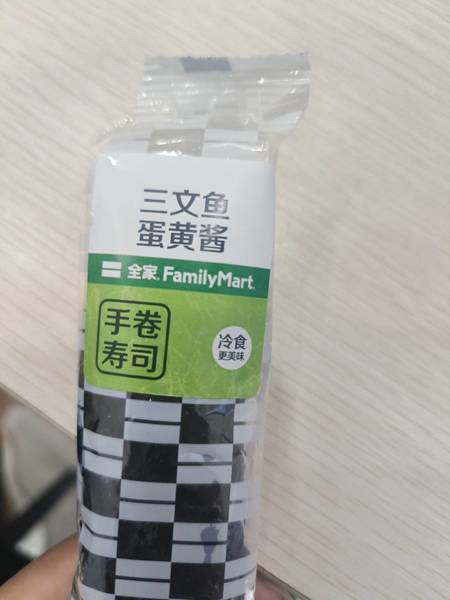 三文鱼
蛋黄酱
全家 FamilyMart
手卷
寿司
冷食
更美味